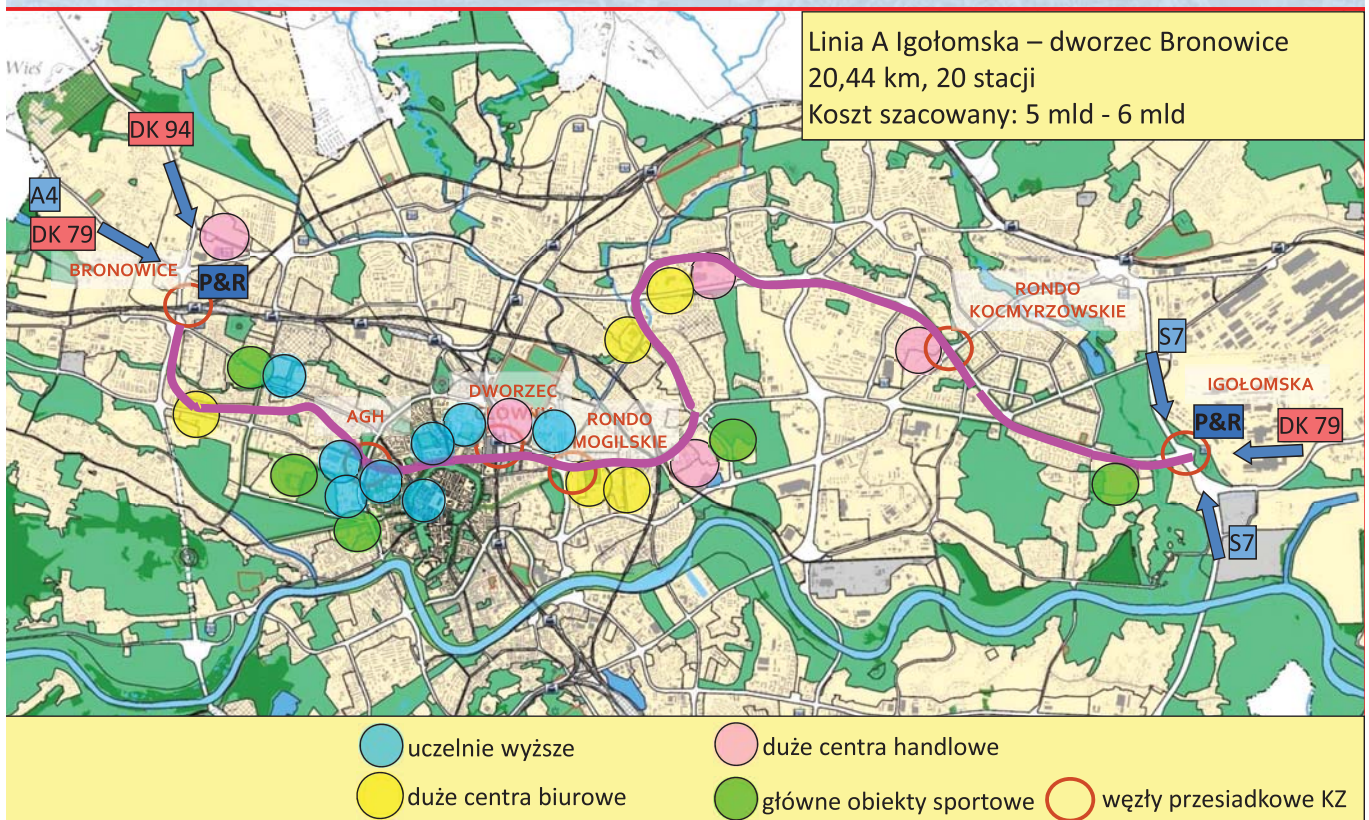 Linia A Igołomska – dworzec Bronowice
20,44 km, 20 stacji
Koszt szacowany: 5 mld - 6 mld
Wieś
DK 94
A4
DK 79
BRONOWICE
P&R
RONDO
KOCMYRZOWSKIE
S7
IGOŁOMSKA
P&R
DK 79
S7
AGH
DWORZEC
RONDO
MOGILSKIE
uczelnie wyższe
duże centra handlowe
duże centra biurowe
główne obiekty sportowe
węzły przesiadkowe KZ